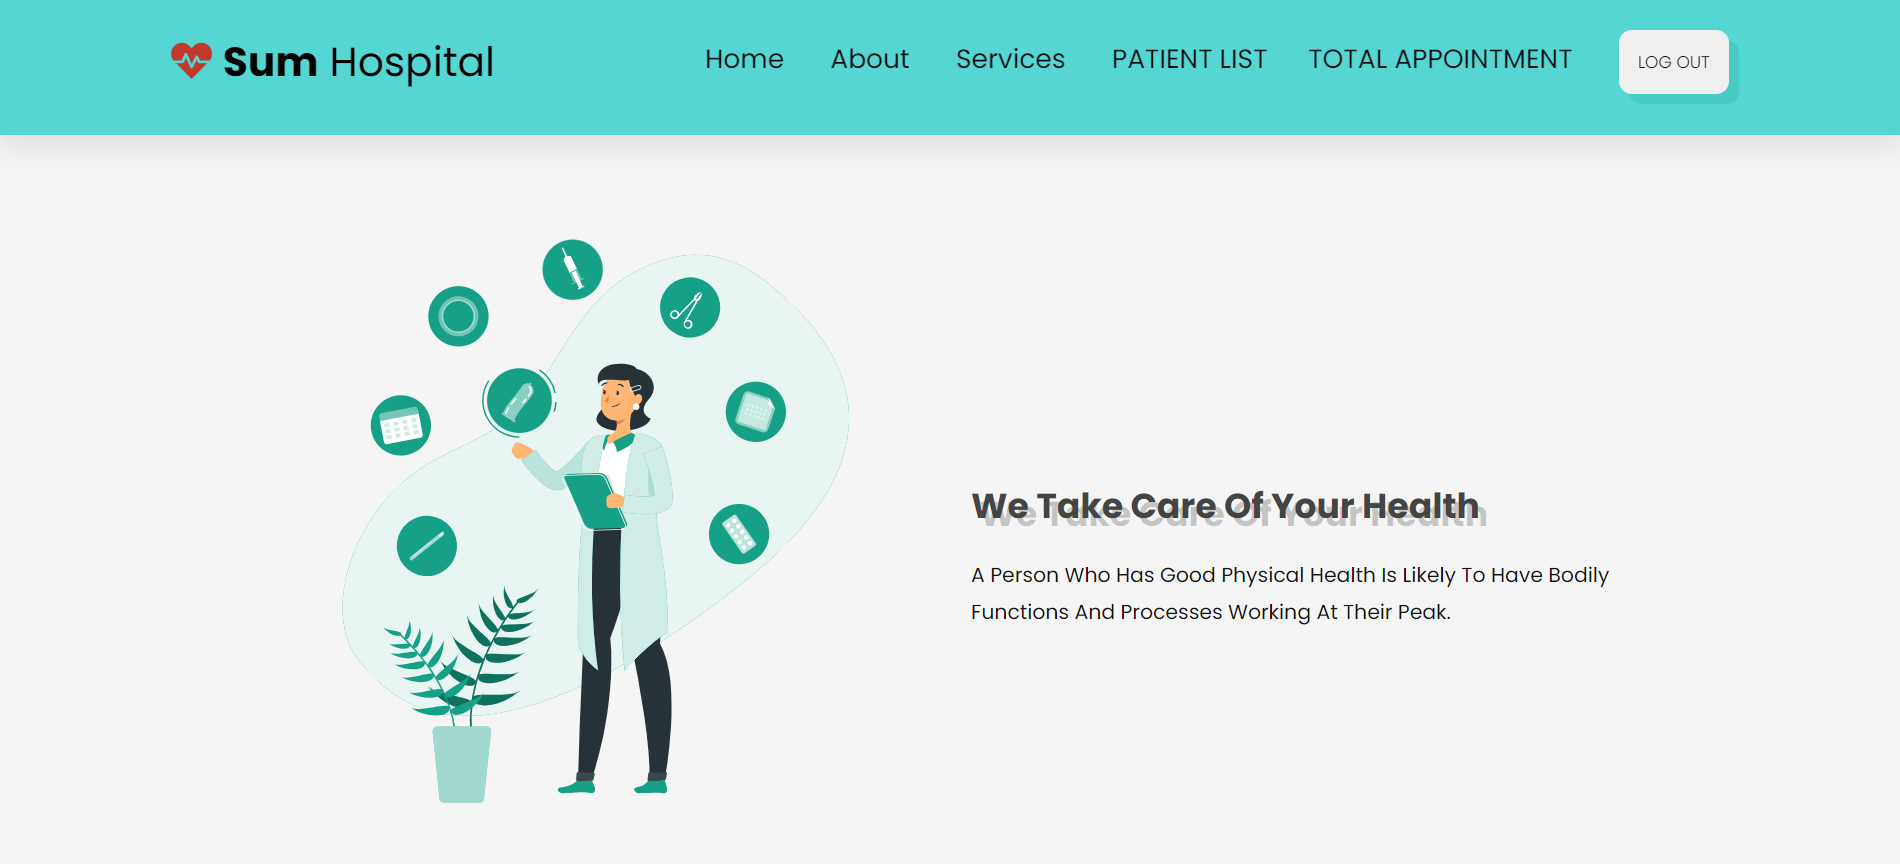 Sum Hospital
Home About Services PATIENT LIST TOTAL APPOINTMENT LOG OUT
We Take Care Of Your Health
A Person Who Has Good Physical Health Is Likely To Have Bodily
Functions And Processes Working At Their Peak.